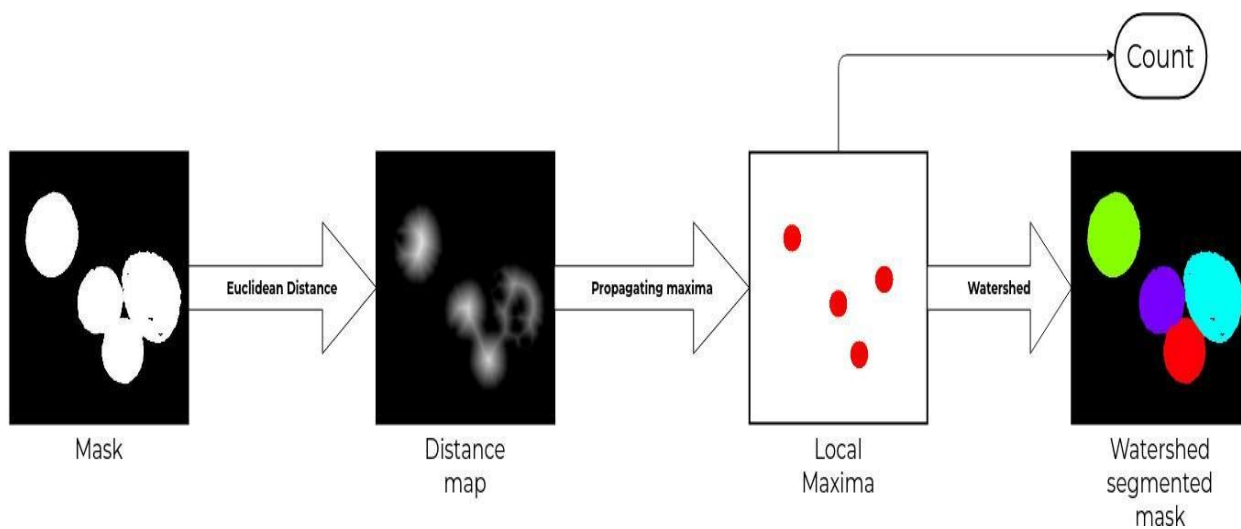 Count
Euclidean Distance
Propagating maxima
Watershed
Mask
Distance
map
Local
Maxima
Watershed
segmented
mask